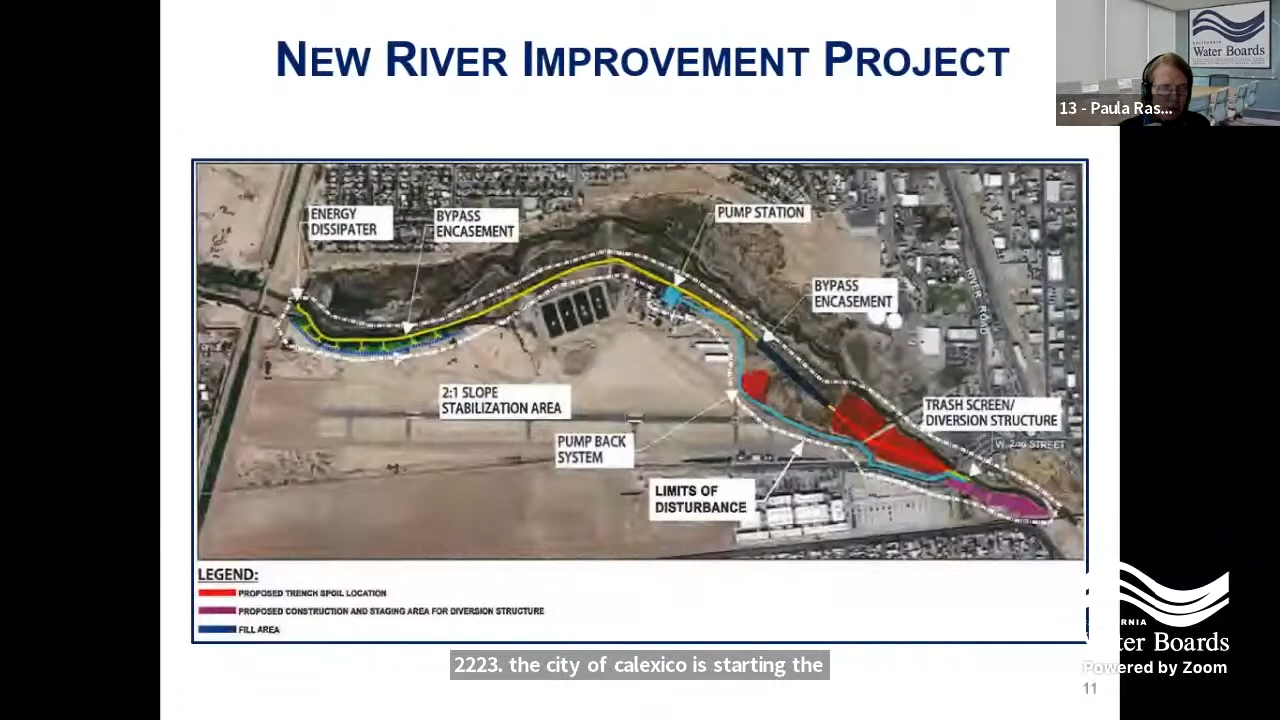 NEW RIVER IMPROVEMENT PROJECT
CALIFORNIA
Water Boards
13 - Paula Ras...
ENERGY
DISSIPATER
BYPASS
ENCASEMENT
PUMP STATION
BYPASS
ENCASEMENT
RIVER ROAD
2:1 SLOPE
STABILIZATION AREA
TRASH SCREEN/
DIVERSION STRUCTURE
W. 2nd STREET
PUMP BACK
SYSTEM
LIMITS OF
DISTURBANCE
LEGEND:
PROPOSED TRENCH SPOIL LOCATION
PROPOSED CONSTRUCTION AND STAGING AREA FOR DIVERSION STRUCTURE
FILL AREA
RNIA
ter Boards
Powered by Zoom
2223. the city of calexico is starting the
11